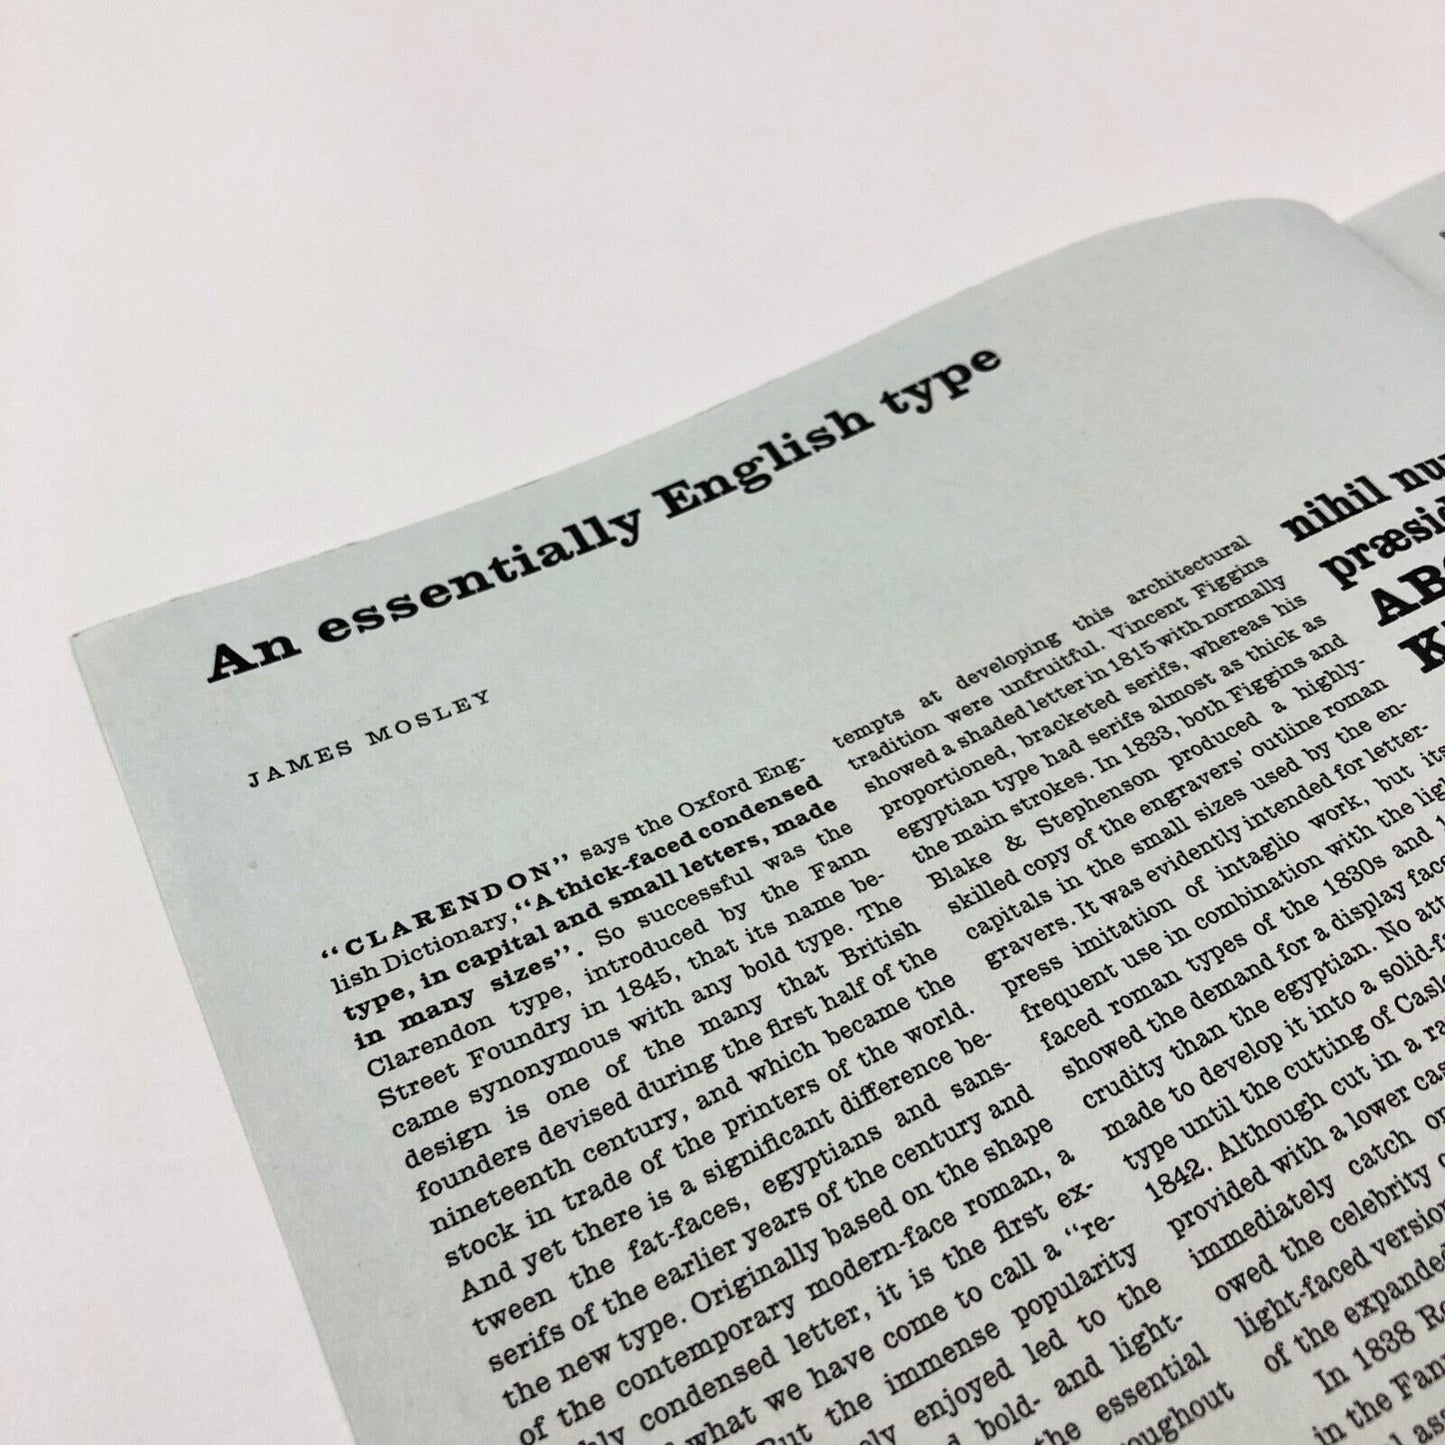 An essentially English type
JAMES MOSLEY
“CLARENDON” says the Oxford Eng-
lish Dictionary, “A thick-faced condensed
type, in capital and small letters, made
in many sizes”. So successful was the
Clarendon type, introduced by the Fann
Street Foundry in 1845, that its name be-
came synonymous with any bold type. The
design is one of the many that British
founders devised during the first half of the
nineteenth century, and which became the
stock in trade of the printers of the world.
And yet there is a significant difference be-
tween the fat-faces, egyptians and sans-
serifs of the earlier years of the century and
the new type. Originally based on the shape
of the contemporary modern-face roman, a
condensed letter, it is the first ex-
what we have come to call a “re-
But the immense popularity
enjoyed led to the
bold- and light-
the essential
tempts at developing this architectural
tradition were unfruitful. Vincent Figgins
showed a shaded letter in 1815 with normally
proportioned, bracketed serifs, whereas his
egyptian type had serifs almost as thick as
the main strokes. In 1833, both Figgins and
Blake & Stephenson produced a highly-
skilled copy of the engravers’ outline roman
capitals in the small sizes used by the en-
gravers. It was evidently intended for letter-
press imitation of intaglio work, but its
frequent use in combination with the
faced roman types of the 1830s and
showed the demand for a display face
crudity than the egyptian. No
made to develop it into a
type until the cutting of
1842. Although cut in a
provided with a lower
immediately catch
owed the celebrity
light-faced
of the
In 1838
in the
nihil